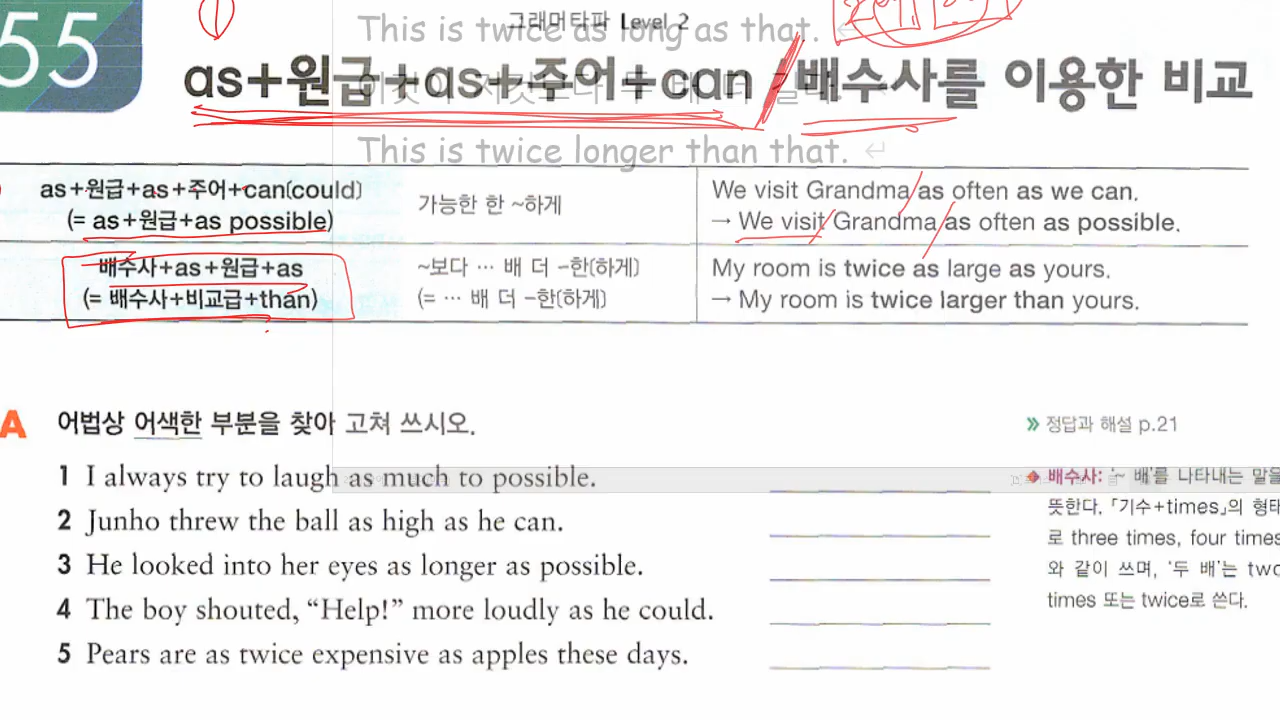 그래머타파 Level 2
This is twice as long as that. ↵
55
as+원급+as+주어+can / 배수사를 이용한 비교
This is twice longer than that. ↵
as+원급+as+주어+can(could)
(= as+원급+as possible)
가능한 한 ~하게
We visit Grandma as often as we can.
→ We visit Grandma as often as possible.
배수사+as+원급+as
(= 배수사+비교급+than)
~보다 … 배 더 –한(하게)
(= … 배 더 –한(하게)
My room is twice as large as yours.
→ My room is twice larger than yours.
A 어법상 어색한 부분을 찾아 고쳐 쓰시오.
» 정답과 해설 p.21
1 I always try to laugh as much to possible.
2 Junho threw the ball as high as he can.
3 He looked into her eyes as longer as possible.
4 The boy shouted, “Help!” more loudly as he could.
5 Pears are as twice expensive as apples these days.
배수사: ‘~ 배’를 나타내는 말을
뜻한다. 「기수+times」의 형태
로 three times, four times
와 같이 쓰며, ‘두 배’는 two
times 또는 twice로 쓴다.